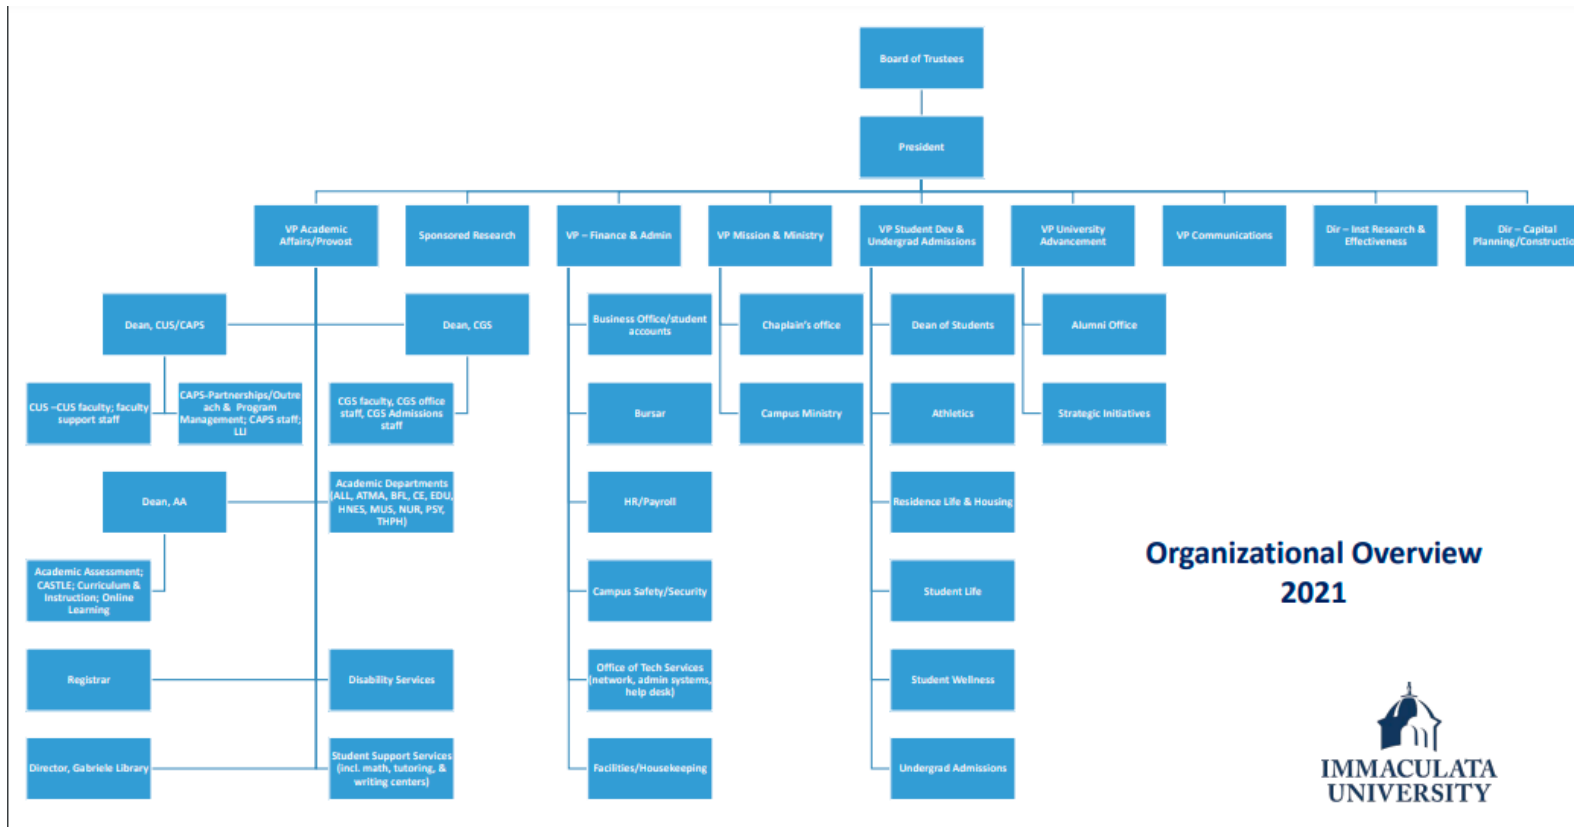 Board of Trustees
President
VP Academic
Affairs/Provost
Sponsored Research
VP – Finance & Admin
VP Mission & Ministry
VP Student Dev &
Undergrad Admissions
VP University
Advancement
VP Communications
Dir – Inst Research &
Effectiveness
Dir – Capital
Planning/Constructio
Dean, CUS/CAPS
Dean, CGS
Business Office/student
accounts
Chaplain's office
Dean of Students
Alumni Office
CUS –CUS faculty; faculty
support staff
CAPS-Partnerships/Outre
ach & Program
Management; CAPS staff;
LLI
CGS faculty, CGS office
staff, CGS Admissions
staff
Bursar
Campus Ministry
Athletics
Strategic Initiatives
Dean, AA
Academic Departments
(ALL, ATMA, BFL, CE, EDU,
HNES, MUS, NUR, PSY,
THPH)
HR/Payroll
Residence Life & Housing
Academic Assessment;
CASTLE; Curriculum &
Instruction; Online
Learning
Campus Safety/Security
Student Life
Registrar
Disability Services
Office of Tech Services
(network, admin systems,
help desk)
Student Wellness
Director, Gabriele Library
Student Support Services
(incl. math, tutoring, &
writing centers)
Facilities/Housekeeping
Undergrad Admissions
Organizational Overview
2021
IMMACULATA
UNIVERSITY